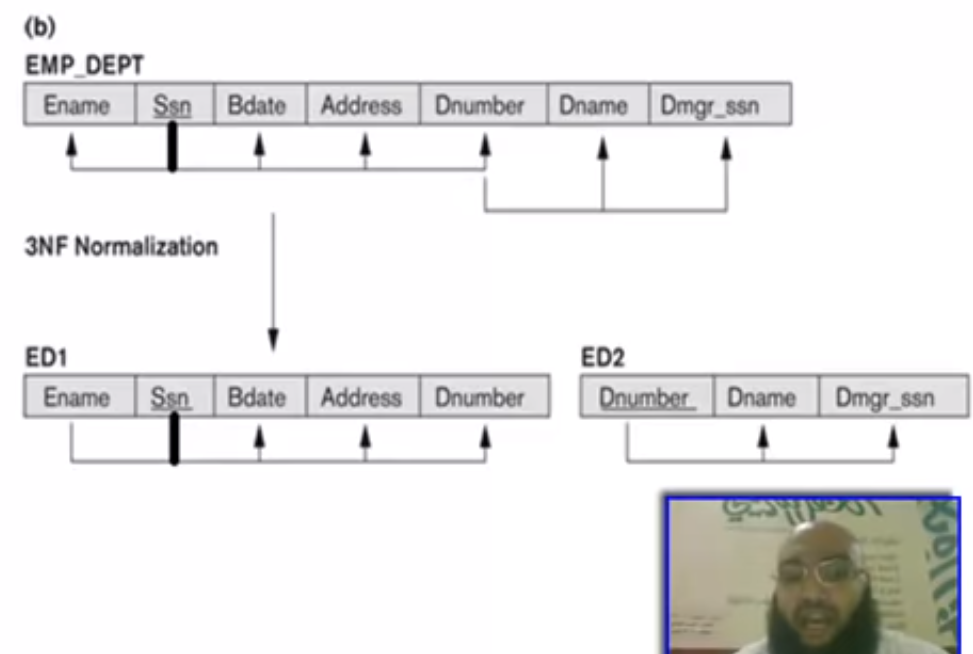 (b)
EMP_DEPT
Ename Ssn Bdate Address Dnumber Dname Dmgr_ssn
3NF Normalization
ED1
Ename Ssn Bdate Address Dnumber
ED2
Dnumber Dname Dmgr_ssn